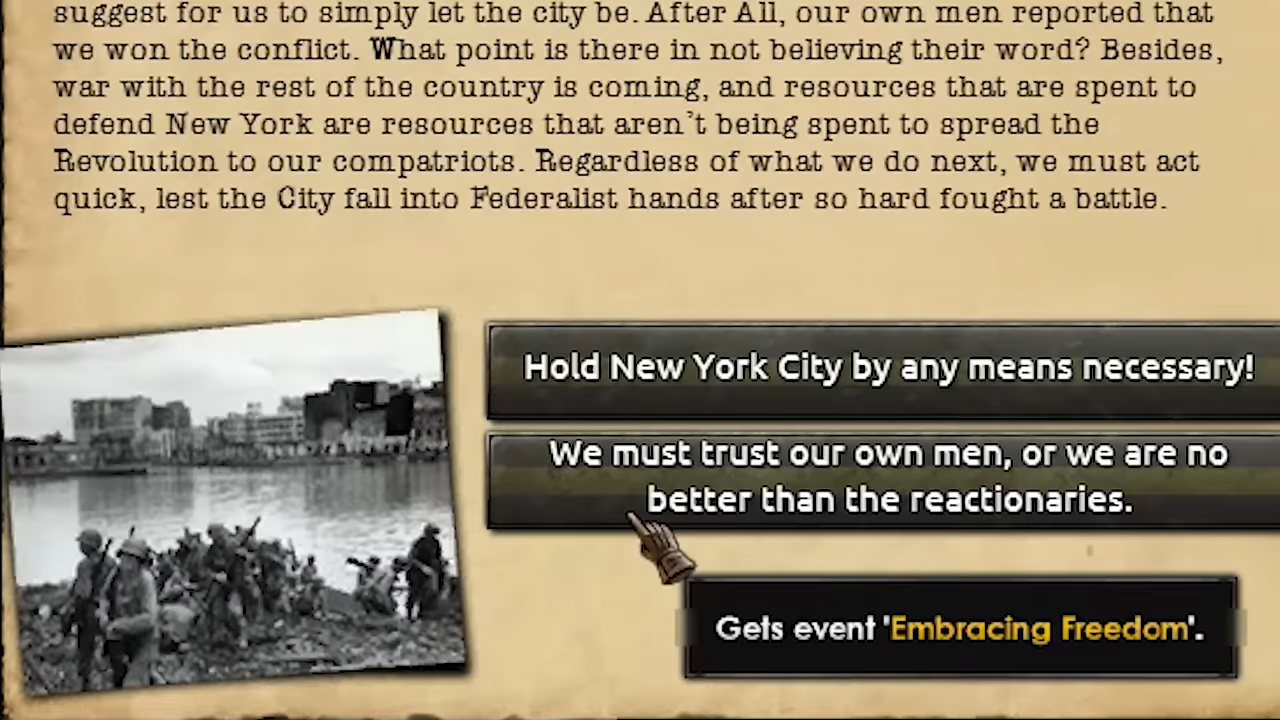 suggest for us to simply let the city be. After All, our own men reported that
we won the conflict. What point is there in not believing their word? Besides,
war with the rest of the country is coming, and resources that are spent to
defend New York are resources that aren't being spent to spread the
Revolution to our compatriots. Regardless of what we do next, we must act
quick, lest the City fall into Federalist hands after so hard fought a battle.
Hold New York City by any means necessary!
We must trust our own men, or we are no
better than the reactionaries.
Gets event 'Embracing Freedom'.